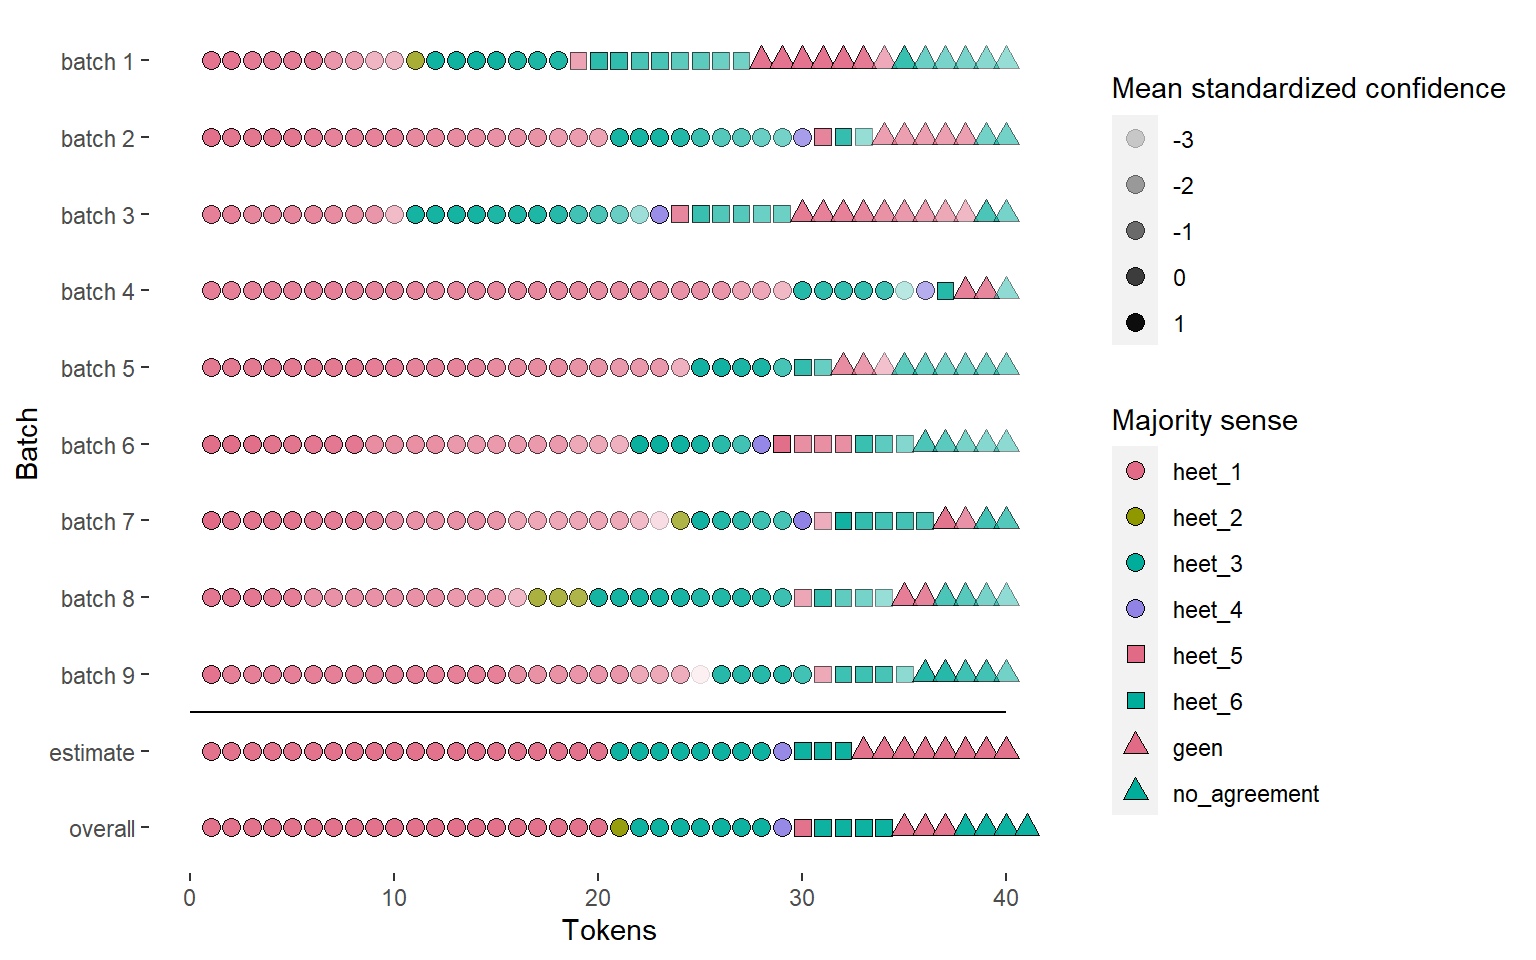 Batch
batch 1
batch 2
batch 3
batch 4
batch 5
batch 6
batch 7
batch 8
batch 9
estimate
overall
0 10 20 30 40
Tokens
Mean standardized confidence
-3
-2
-1
0
1
Majority sense
heet_1
heet_2
heet_3
heet_4
heet_5
heet_6
geen
no_agreement